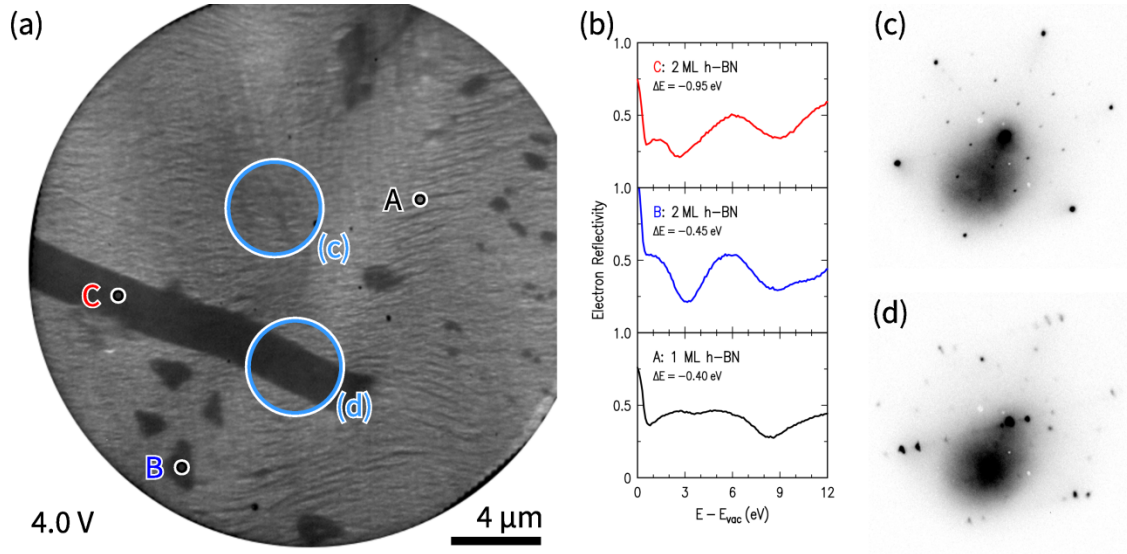 (a)
A
(c)
C
(d)
B
4.0 V
4 μm
(b)
1.0
C: 2 ML h−BN
ΔE = −0.95 eV
0.5
1.0
B: 2 ML h−BN
ΔE = −0.45 eV
0.5
1.0
A: 1 ML h−BN
ΔE = −0.40 eV
0.5
0
0 3 6 9 12
E − Evac (eV)
Electron Reflectivity
(c)
(d)